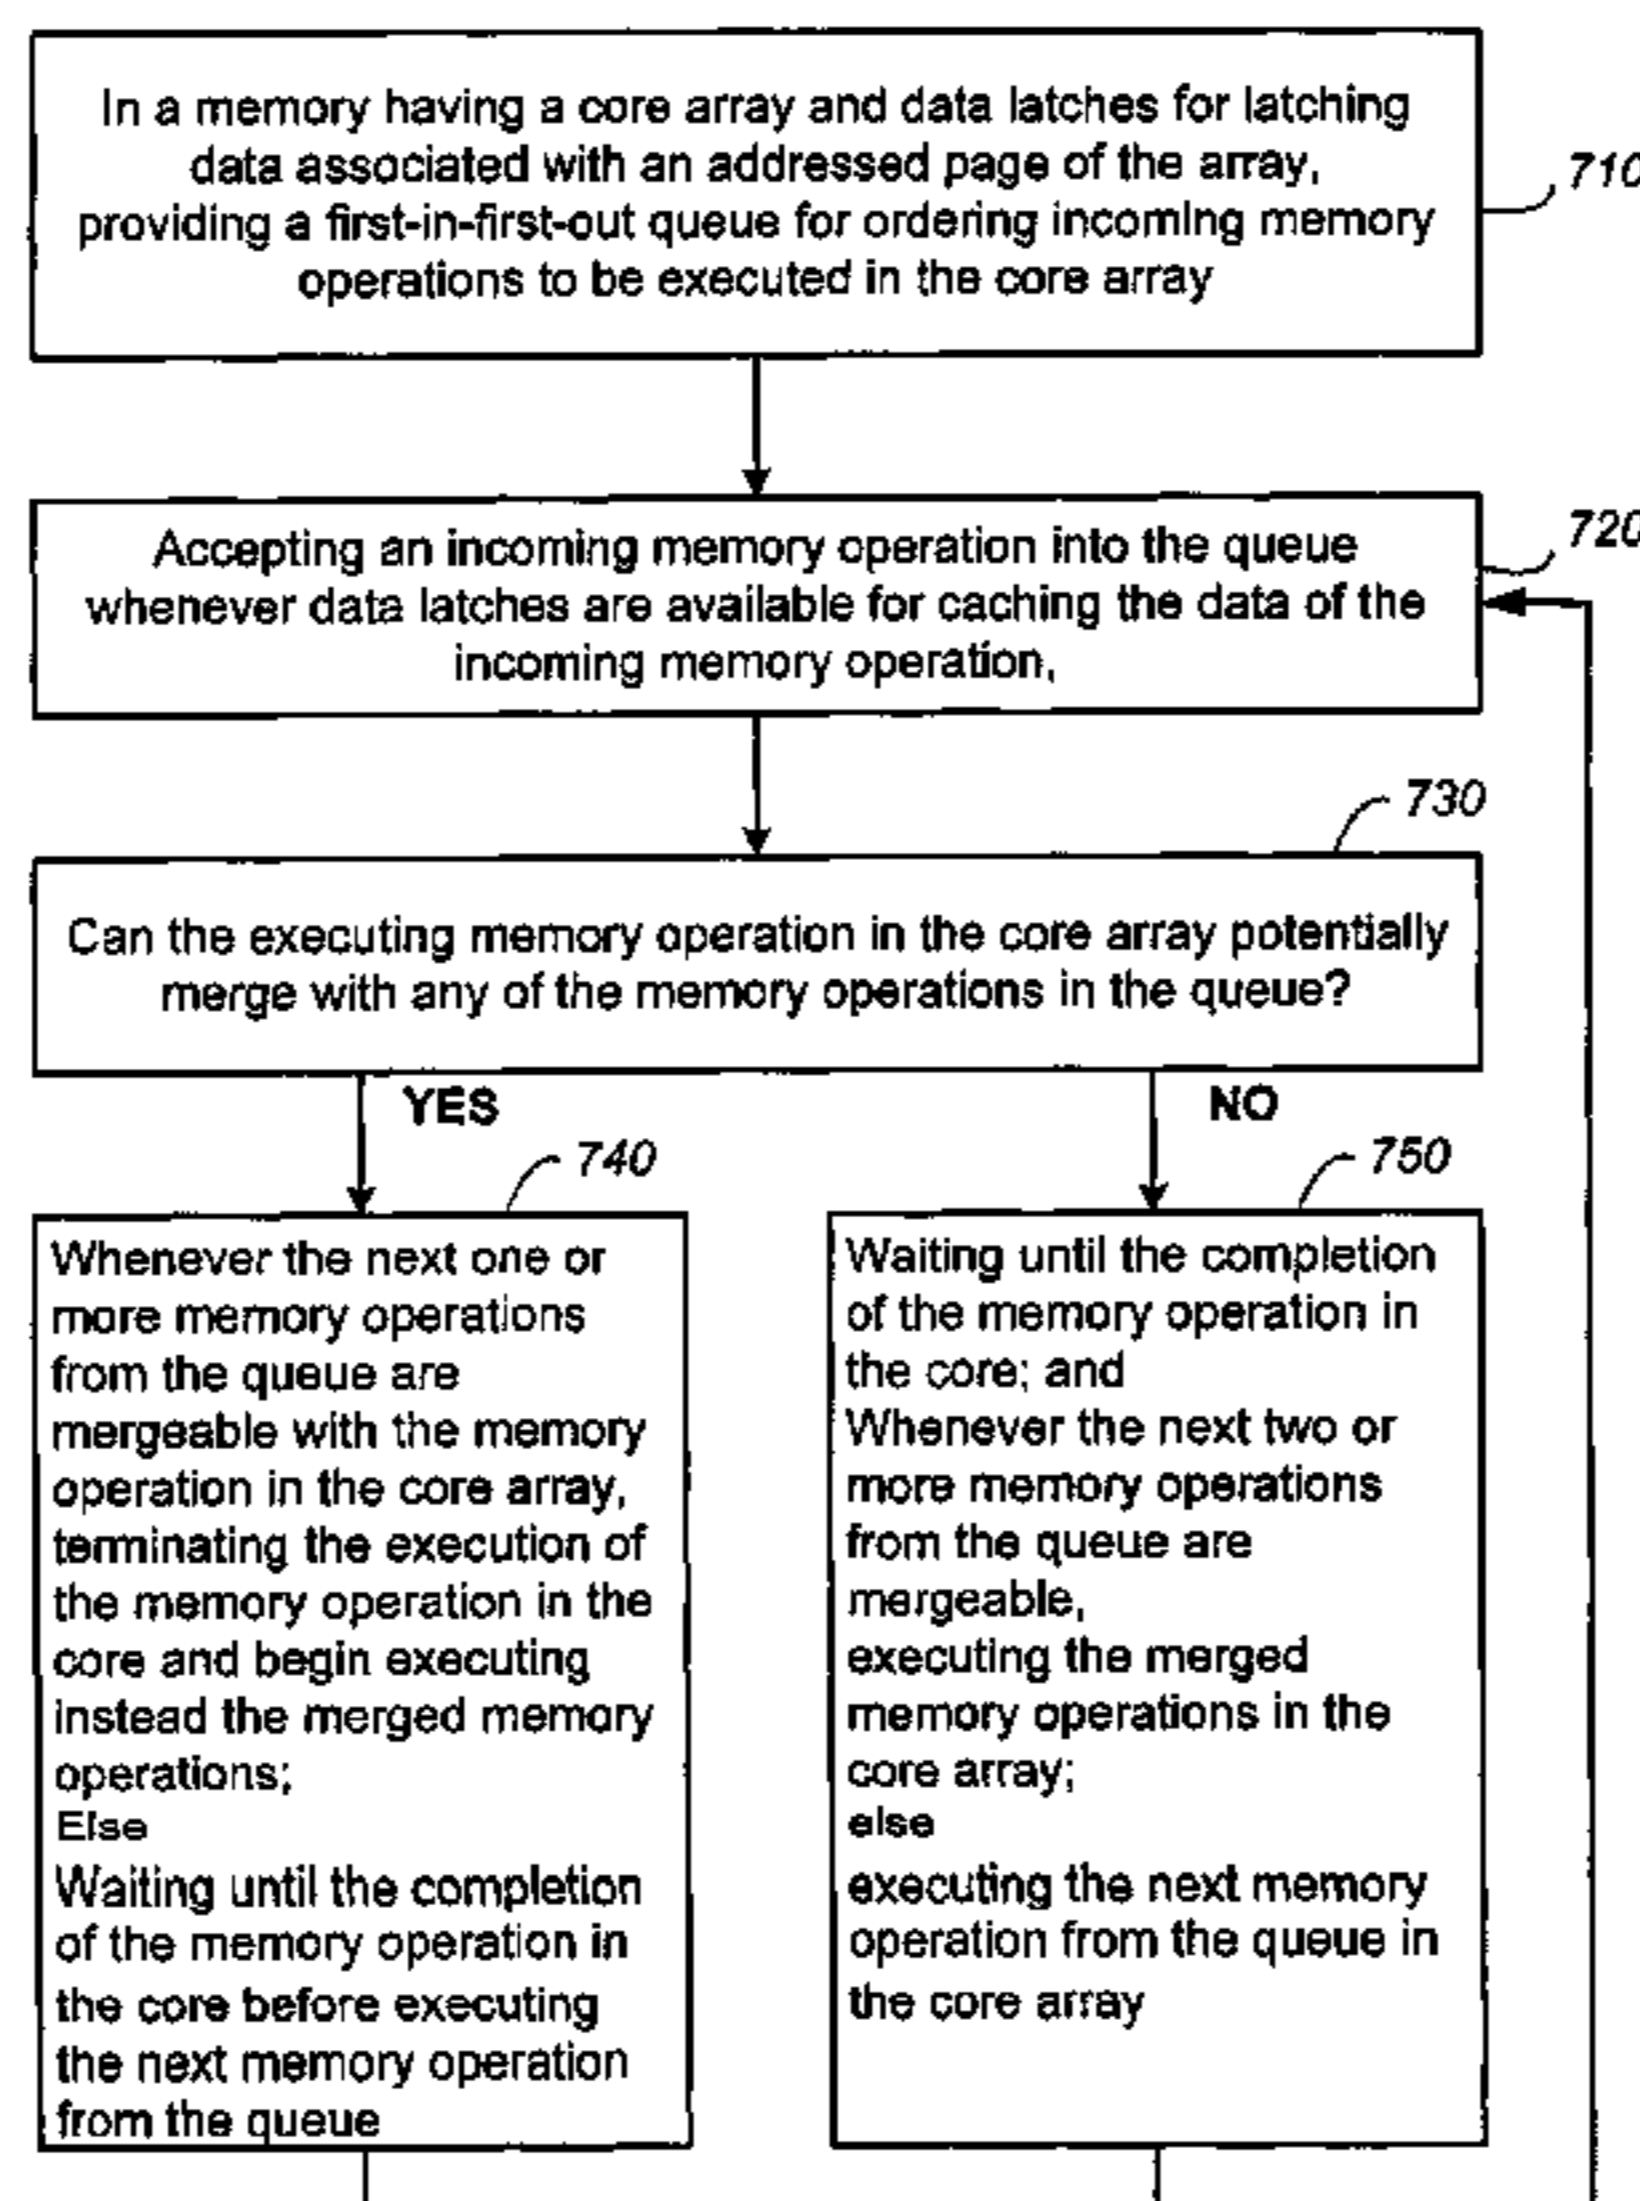 In a memory having a core array and data latches for latching
data associated with an addressed page of the array,
providing a first-in-first-out queue for ordering incoming memory
operations to be executed in the core array
710
Accepting an incoming memory operation into the queue
whenever data latches are available for caching the data of the
incoming memory operation,
720
730
Can the executing memory operation in the core array potentially
merge with any of the memory operations in the queue?
YES
NO
740
Whenever the next one or
more memory operations
from the queue are
mergeable with the memory
operation in the core array,
terminating the execution of
the memory operation in the
core and begin executing
instead the merged memory
operations;
Else
Waiting until the completion
of the memory operation in
the core before executing
the next memory operation
from the queue
750
Waiting until the completion
of the memory operation in
the core; and
Whenever the next two or
more memory operations
from the queue are
mergeable,
executing the merged
memory operations in the
core array;
else
executing the next memory
operation from the queue in
the core array